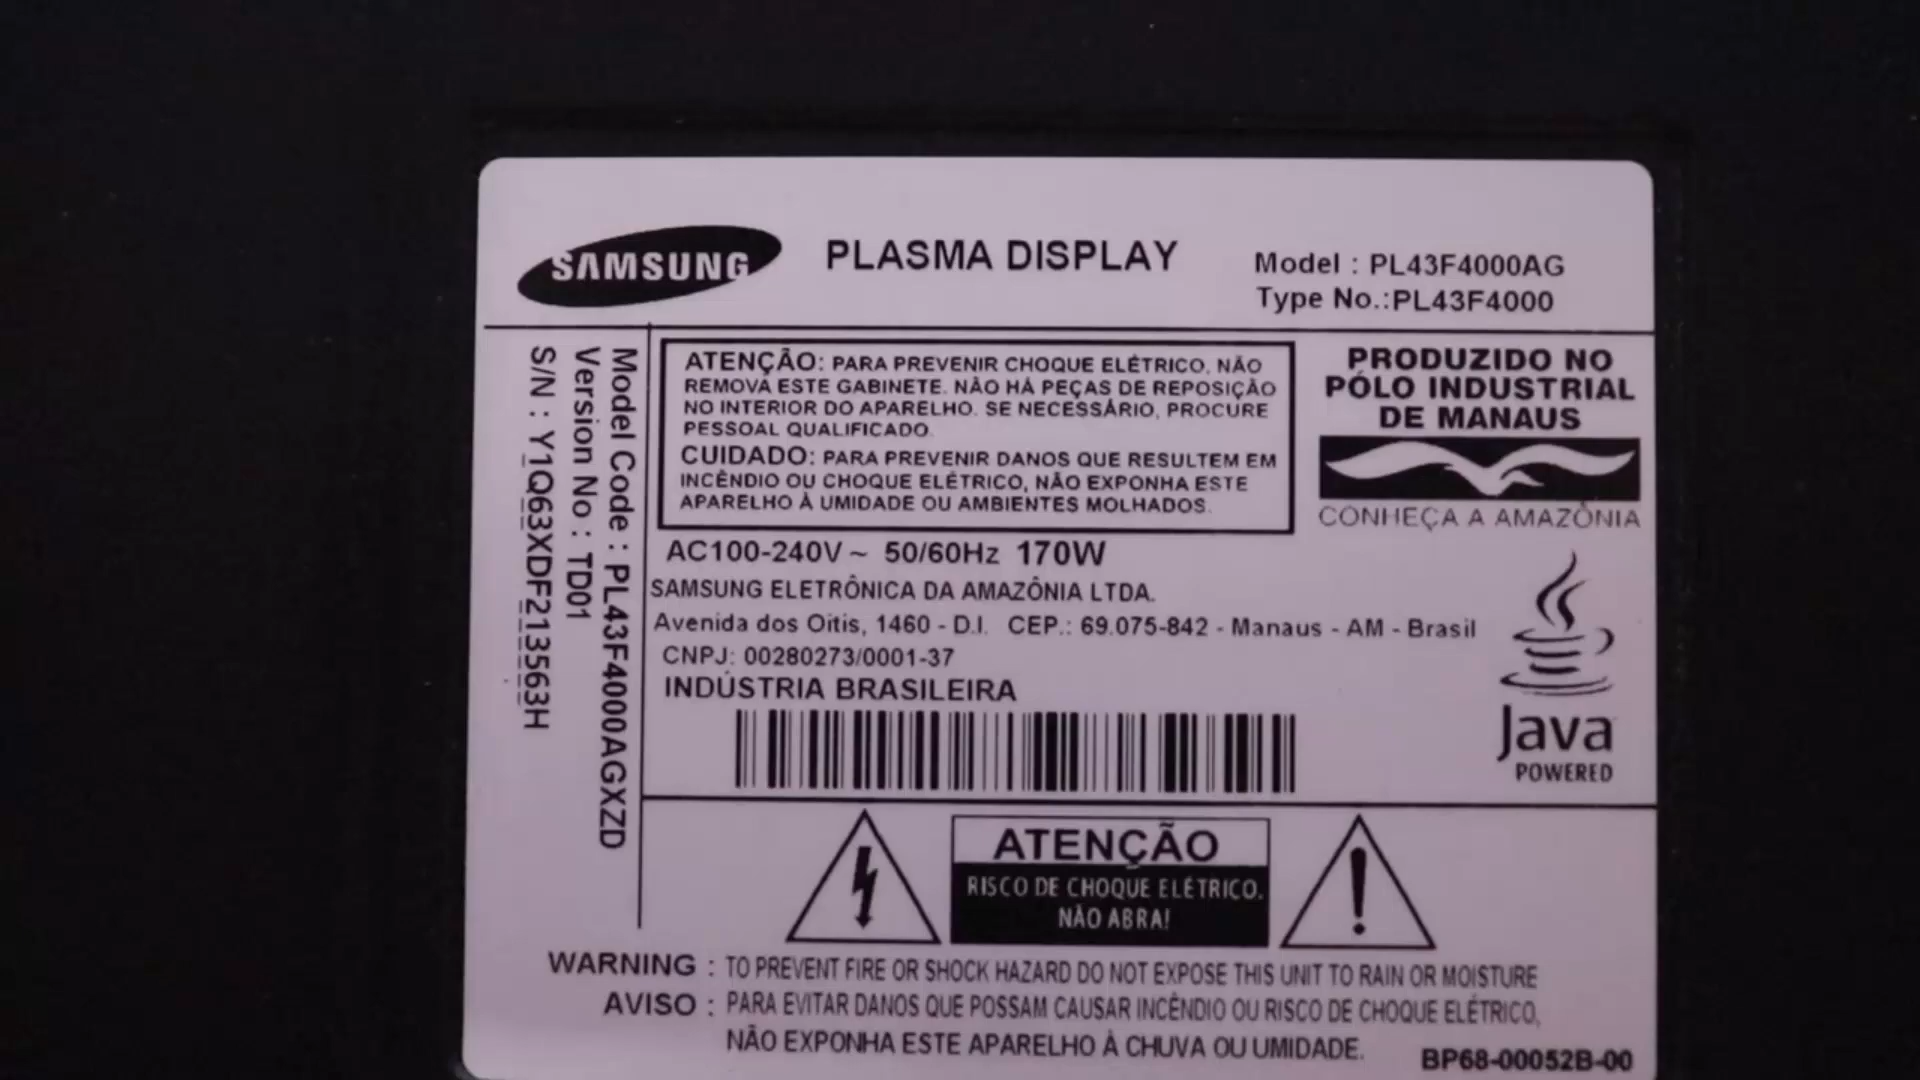 SAMSUNG
PLASMA DISPLAY
Model : PL43F4000AG
Type No.:PL43F4000
Model Code : PL43F4000AGXZD
Version No : TD01
S/N : Y1Q63XDF213563H
ATENÇÃO: PARA PREVENIR CHOQUE ELÉTRICO, NÃO
REMOVA ESTE GABINETE. NÃO HÁ PEÇAS DE REPOSIÇÃO
NO INTERIOR DO APARELHO. SE NECESSÁRIO, PROCURE
PESSOAL QUALIFICADO.
CUIDADO: PARA PREVENIR DANOS QUE RESULTEM EM
INCÊNDIO OU CHOQUE ELÉTRICO, NÃO EXPONHA ESTE
APARELHO À UMIDADE OU AMBIENTES MOLHADOS.
PRODUZIDO NO
PÓLO INDUSTRIAL
DE MANAUS
CONHEÇA A AMAZÔNIA
AC100-240V~ 50/60Hz 170W
SAMSUNG ELETRÔNICA DA AMAZÔNIA LTDA.
Avenida dos Oitis, 1460 - D.I. CEP.: 69.075-842 - Manaus - AM - Brasil
CNPJ: 00280273/0001-37
INDÚSTRIA BRASILEIRA
Java
POWERED
ATENÇÃO
RISCO DE CHOQUE ELÉTRICO.
NÃO ABRA!
WARNING : TO PREVENT FIRE OR SHOCK HAZARD DO NOT EXPOSE THIS UNIT TO RAIN OR MOISTURE
AVISO : PARA EVITAR DANOS QUE POSSAM CAUSAR INCÊNDIO OU RISCO DE CHOQUE ELÉTRICO,
NÃO EXPONHA ESTE APARELHO À CHUVA OU UMIDADE.
BP68-00052B-00